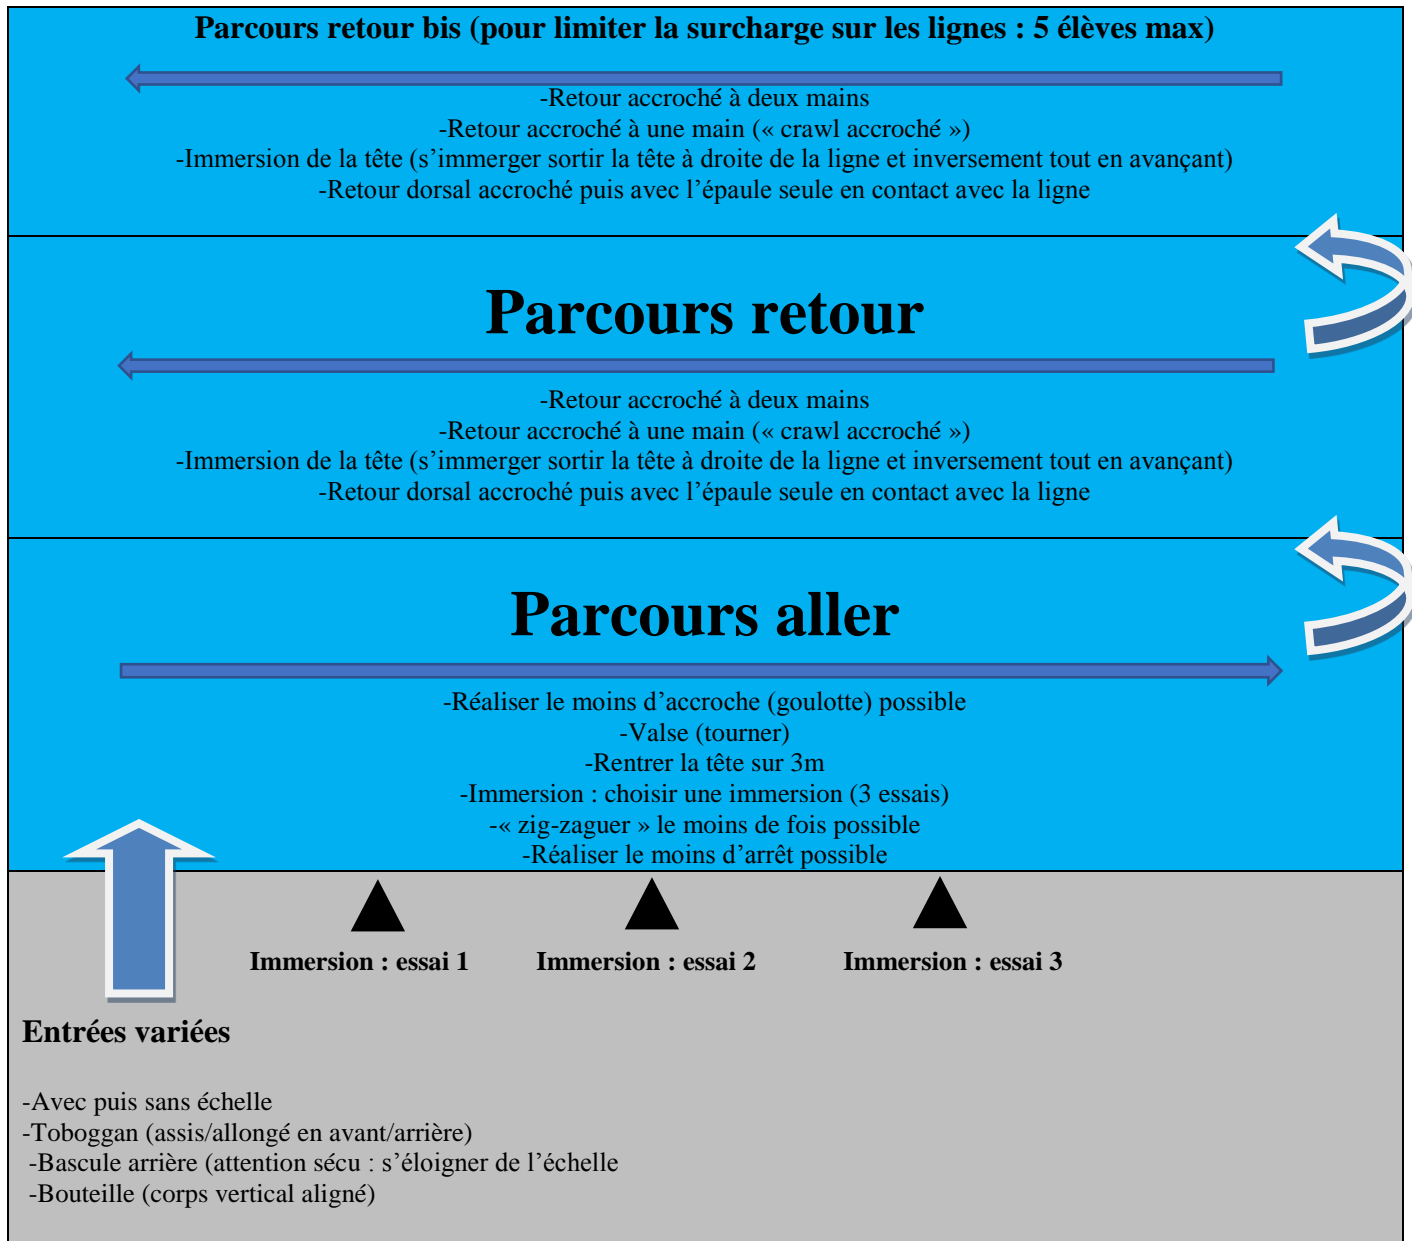 Parcours retour bis (pour limiter la surcharge sur les lignes : 5 élèves max)
-Retour accroché à deux mains
-Retour accroché à une main (« crawl accroché »)
-Immersion de la tête (s’immerger sortir la tête à droite de la ligne et inversement tout en avançant)
-Retour dorsal accroché puis avec l’épaule seule en contact avec la ligne
Parcours retour
-Retour accroché à deux mains
-Retour accroché à une main (« crawl accroché »)
-Immersion de la tête (s’immerger sortir la tête à droite de la ligne et inversement tout en avançant)
-Retour dorsal accroché puis avec l’épaule seule en contact avec la ligne
Parcours aller
-Réaliser le moins d’accroche (goulotte) possible
-Valse (tourner)
-Rentrer la tête sur 3m
-Immersion : choisir une immersion (3 essais)
-« zig-zaguer » le moins de fois possible
-Réaliser le moins d’arrêt possible
Immersion : essai 1 Immersion : essai 2 Immersion : essai 3
Entrées variées
-Avec puis sans échelle
-Toboggan (assis/allongé en avant/arrière)
-Bascule arrière (attention sécu : s’éloigner de l’échelle
-Bouteille (corps vertical aligné)